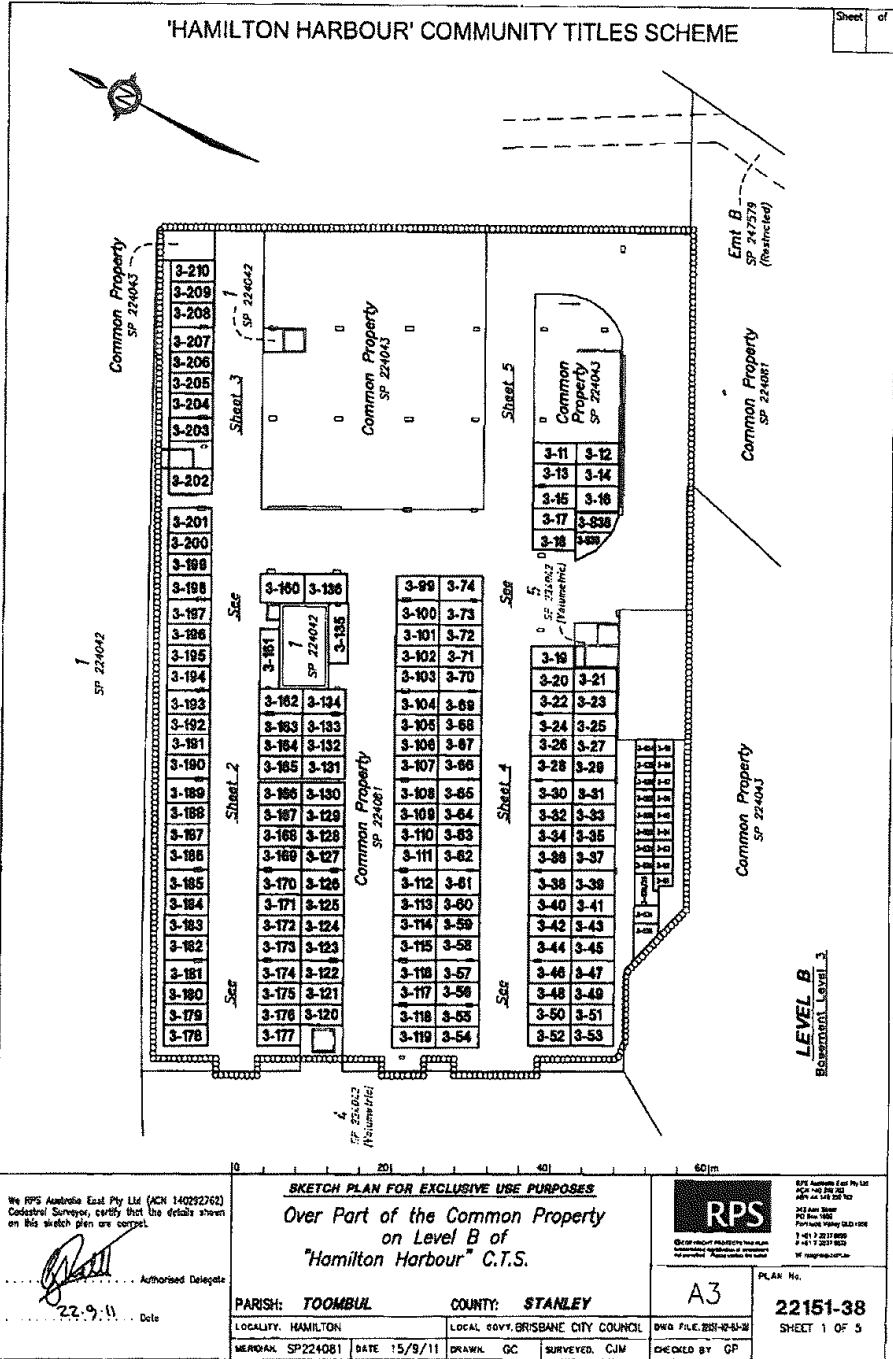 'HAMILTON HARBOUR' COMMUNITY TITLES SCHEME
Sheet of
N
Emt B
SP 247579
(Restricted)
Common Property
SP 224043
1
SP 224042
Common Property
SP 224043
Common Property
SP 224043
Common Property
SP 224081
3-210
3-209
3-208
3-207
3-206
3-205
3-204
3-203
3-202
3-201
3-200
3-199
3-198
3-197
3-196
3-195
3-194
3-193
3-192
3-191
3-190
3-189
3-188
3-187
3-186
3-185
3-184
3-183
3-182
3-181
3-180
3-179
3-178
See Sheet 3
See Sheet 2
See Sheet 5
See Sheet 4
1
SP 224042
3-160 3-136
3-161 3-135
1
SP 224042
3-162 3-134
3-163 3-133
3-164 3-132
3-165 3-131
3-166 3-130
3-167 3-129
3-168 3-128
3-169 3-127
3-170 3-126
3-171 3-125
3-172 3-124
3-173 3-123
3-174 3-122
3-175 3-121
3-176 3-120
3-177
Common Property
SP 224081
3-99 3-74
3-100 3-73
3-101 3-72
3-102 3-71
3-103 3-70
3-104 3-69
3-105 3-68
3-106 3-67
3-107 3-66
3-108 3-65
3-109 3-64
3-110 3-63
3-111 3-62
3-112 3-61
3-113 3-60
3-114 3-59
3-115 3-58
3-116 3-57
3-117 3-56
3-118 3-55
3-119 3-54
3-11 3-12
3-13 3-14
3-15 3-16
3-17 3-838
3-18 3-839
5
SP 224042
(Volumetric)
3-19
3-20 3-21
3-22 3-23
3-24 3-25
3-26 3-27
3-28 3-29
3-30 3-31
3-32 3-33
3-34 3-35
3-36 3-37
3-38 3-39
3-40 3-41
3-42 3-43
3-44 3-45
3-46 3-47
3-48 3-49
3-50 3-51
3-52 3-53
Common Property
SP 224043
LEVEL B
Basement Level 3
4
SP 224042
(Volumetric)
0 20 40 60m
We RPS Australia East Pty Ltd (ACN 140292762)
Cadastral Surveyor, certify that the details shown
on this sketch plan are correct.
Authorised Delegate
22.9.11 Date
SKETCH PLAN FOR EXCLUSIVE USE PURPOSES
Over Part of the Common Property
on Level B of
"Hamilton Harbour" C.T.S.
PARISH: TOOMBUL COUNTY: STANLEY
LOCALITY: HAMILTON LOCAL GOVT. BRISBANE CITY COUNCIL
MERIDIAN. SP224081 DATE 15/9/11 DRAWN. GC SURVEYED. CJM CHECKED BY GP
RPS
RPS Australia East Pty Ltd
A3
DWG FILE.
PLAN No.
22151-38
SHEET 1 OF 5